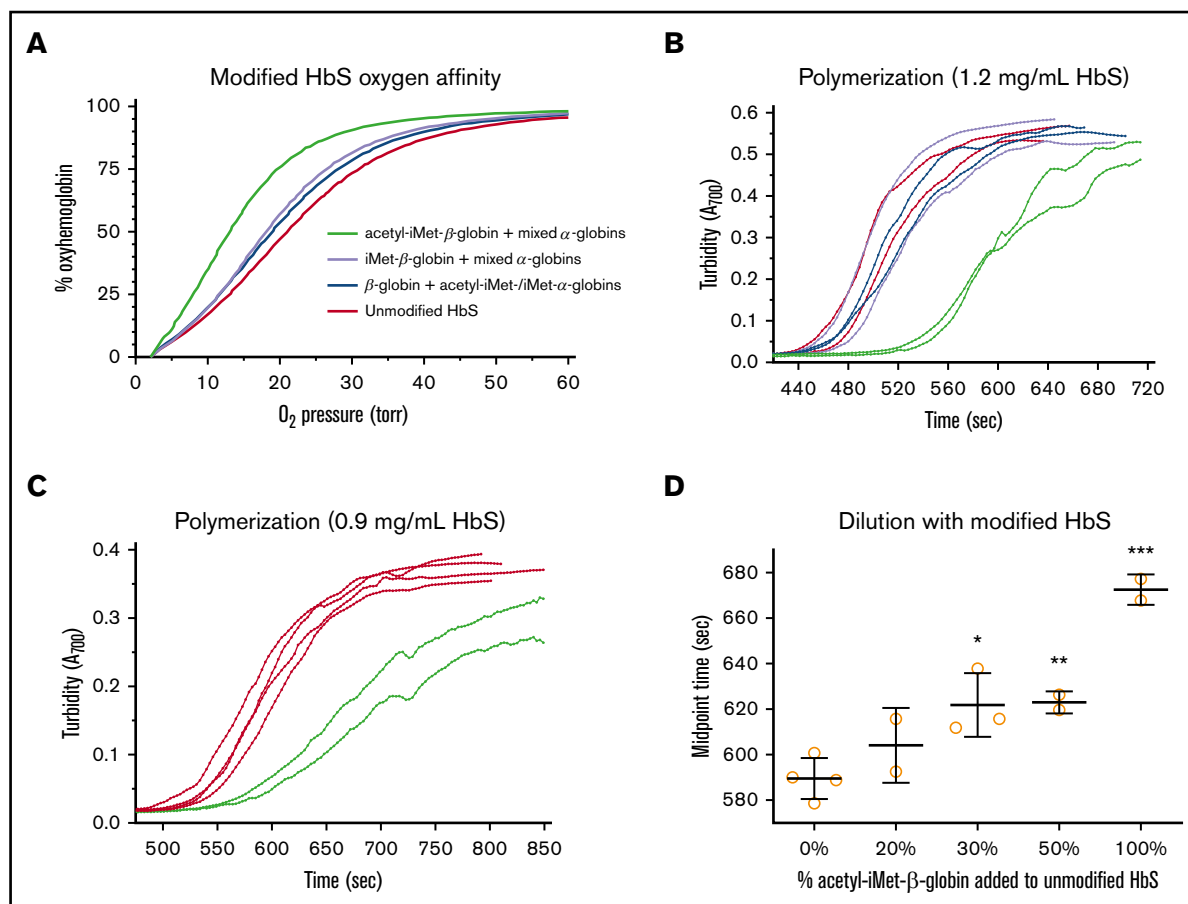 A
Modified HbS oxygen affinity
100
75
50
25
0
% oxyhemoglobin
0 10 20 30 40 50 60
O₂ pressure (torr)
acetyl-iMet-β-globin + mixed α-globins
iMet-β-globin + mixed α-globins
β-globin + acetyl-iMet-/iMet-α-globins
Unmodified HbS
B
Polymerization (1.2 mg/mL HbS)
0.6
0.5
0.4
0.3
0.2
0.1
0.0
Turbidity (A₇₀₀)
440 480 520 560 600 640 680 720
Time (sec)
C
Polymerization (0.9 mg/mL HbS)
0.4
0.3
0.2
0.1
0.0
Turbidity (A₇₀₀)
500 550 600 650 700 750 800 850
Time (sec)
D
Dilution with modified HbS
680
660
640
620
600
580
Midpoint time (sec)
*
**
***
0% 20% 30% 50% 100%
% acetyl-iMet-β-globin added to unmodified HbS